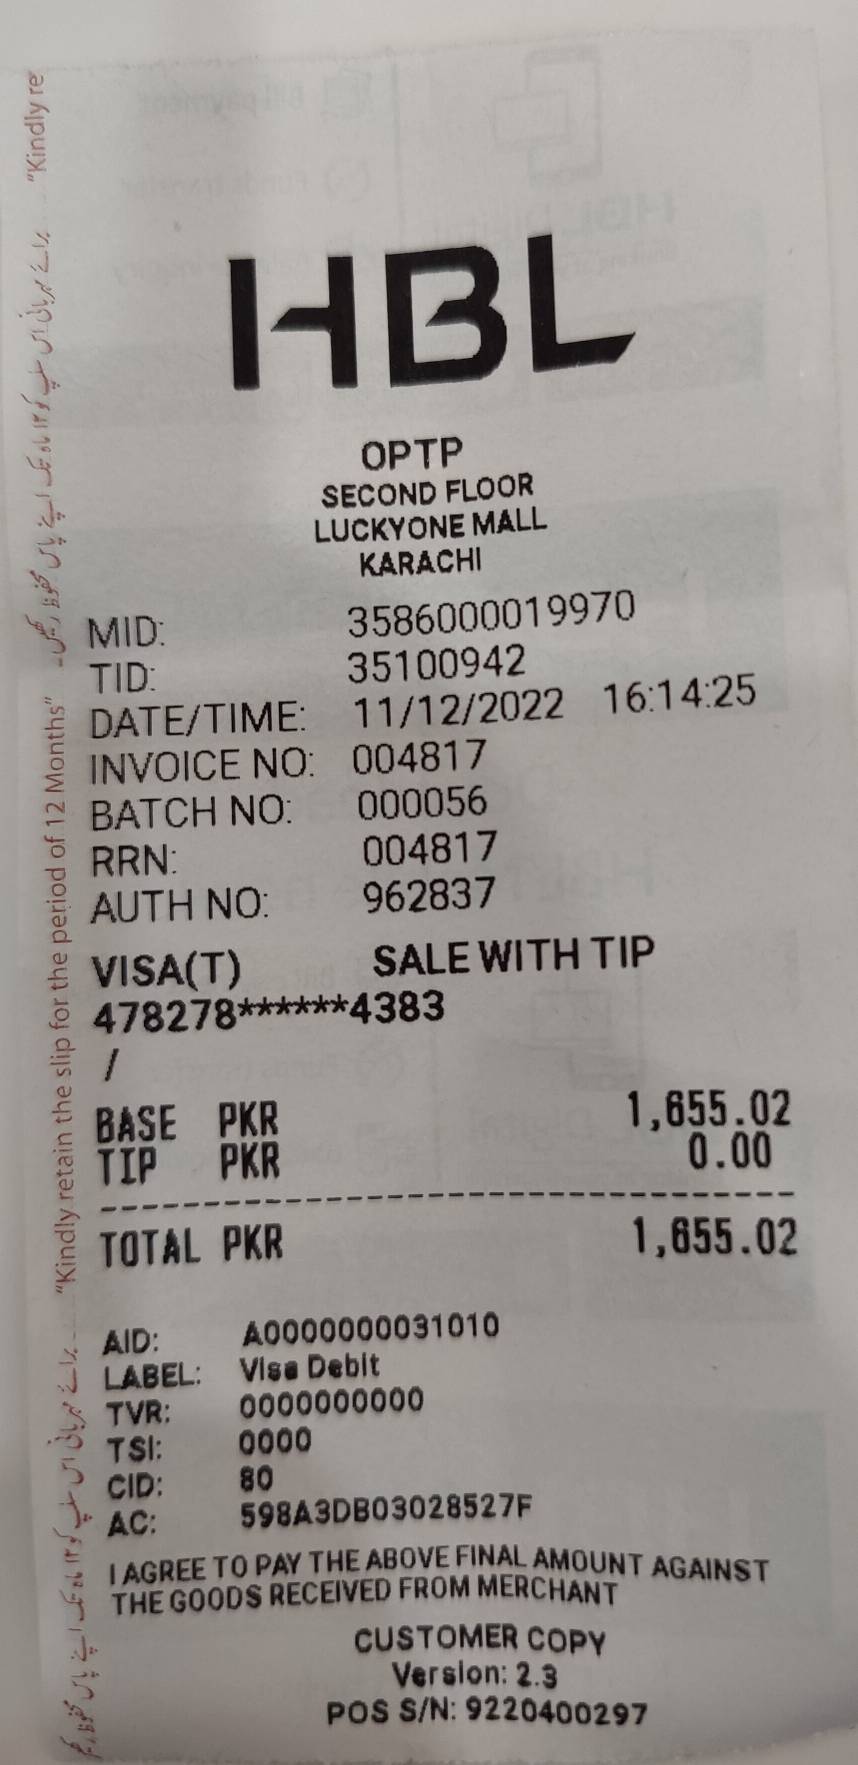 HBL
OPTP
SECOND FLOOR
LUCKYONE MALL
KARACHI
MID: 3586000019970
TID: 35100942
DATE/TIME: 11/12/2022 16:14:25
INVOICE NO: 004817
BATCH NO: 000056
RRN: 004817
AUTH NO: 962837
VISA(T) SALE WITH TIP
478278******4383
/
BASE PKR 1,655.02
TIP PKR 0.00
TOTAL PKR 1,655.02
AID: A0000000031010
LABEL: Visa Debit
TVR: 0000000000
TSI: 0000
CID: 80
AC: 598A3DB03028527F
I AGREE TO PAY THE ABOVE FINAL AMOUNT AGAINST
THE GOODS RECEIVED FROM MERCHANT
CUSTOMER COPY
Version: 2.3
POS S/N: 9220400297
برائے مہربانی اس سلپ کو ۱۲ ماہ تک اپنے پاس محفوظ رکھیں۔ "Kindly retain the slip for the period of 12 Months" برائے مہربانی اس سلپ کو ۱۲ ماہ تک اپنے پاس محفوظ رکھیں۔ "Kindly re